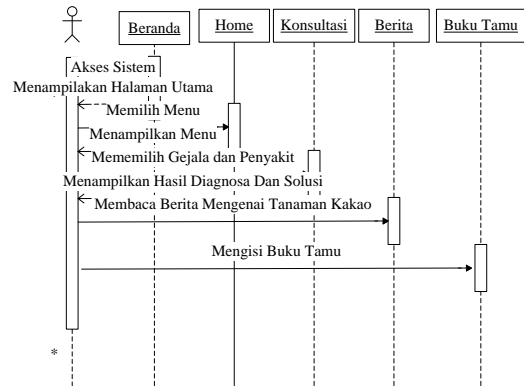 Beranda
Home
Konsultasi
Berita
Buku Tamu
Akses Sistem
Menampilakan Halaman Utama
Memilih Menu
Menampilkan Menu
Mememilih Gejala dan Penyakit
Menampilkan Hasil Diagnosa Dan Solusi
Membaca Berita Mengenai Tanaman Kakao
Mengisi Buku Tamu
*